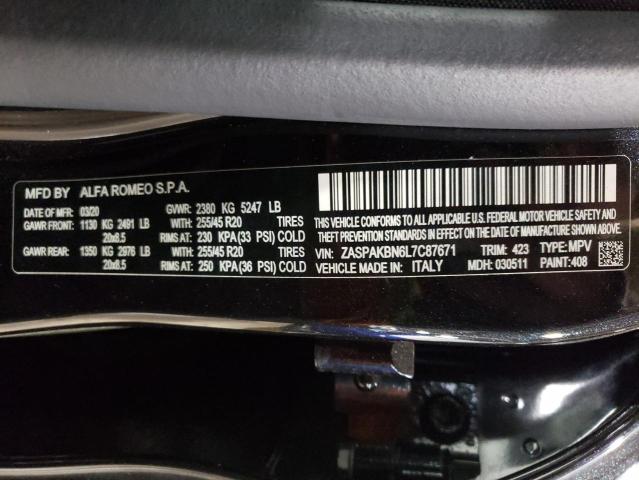 MFD BY ALFA ROMEO S.P.A.
DATE OF MFR: 03/20 GVWR: 2380 KG 5247 LB
GAWR FRONT: 1130 KG 2491 LB WITH: 255/45 R20 TIRES
20x8.5 RIMS AT: 230 KPA (33 PSI) COLD
GAWR REAR: 1350 KG 2976 LB WITH: 255/45 R20 TIRES
20x8.5 RIMS AT: 250 KPA (36 PSI) COLD
THIS VEHICLE CONFORMS TO ALL APPLICABLE U.S. FEDERAL MOTOR VEHICLE SAFETY
BUMPER AND THEFT PREVENTION STANDARDS IN EFFECT ON THE DATE OF MANUFACTURE SHOWN ABOVE.
VIN: ZASPAKBN6L7C87671 TRIM: 423 TYPE: MPV
VEHICLE MADE IN: ITALY MDH: 030511 PAINT: 408